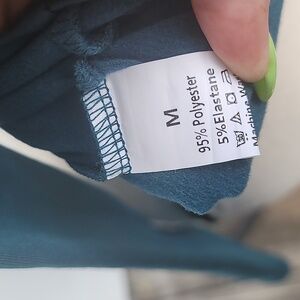 M
95% Polyester
5% Elastane